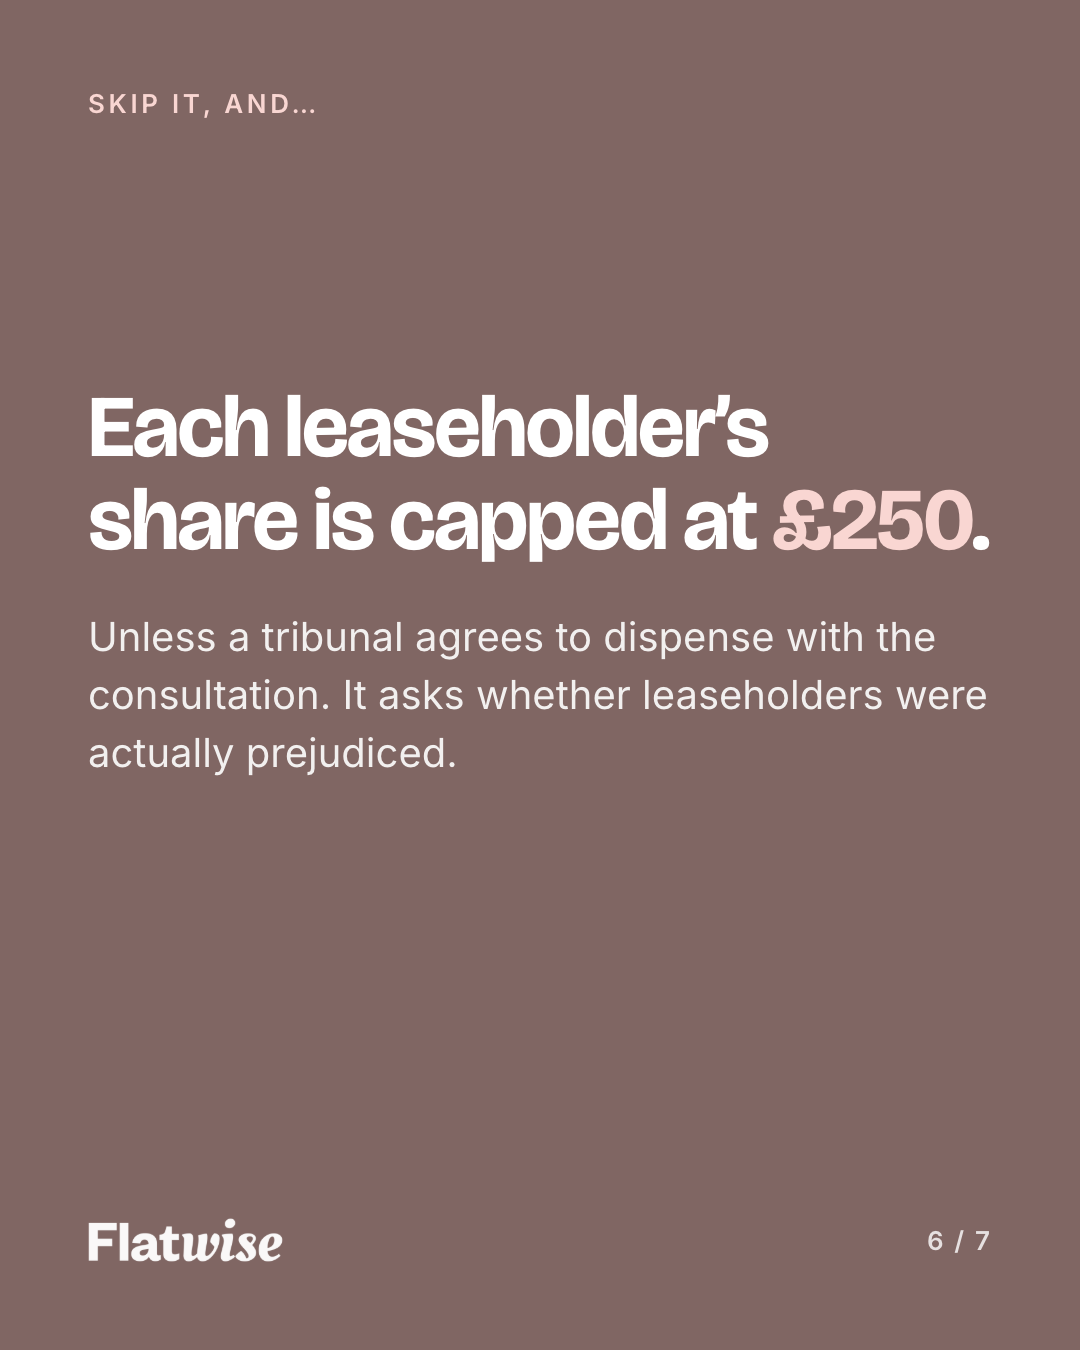 SKIP IT, AND…
Each leaseholder’s
share is capped at £250.
Unless a tribunal agrees to dispense with the
consultation. It asks whether leaseholders were
actually prejudiced.
Flatwise
6 / 7